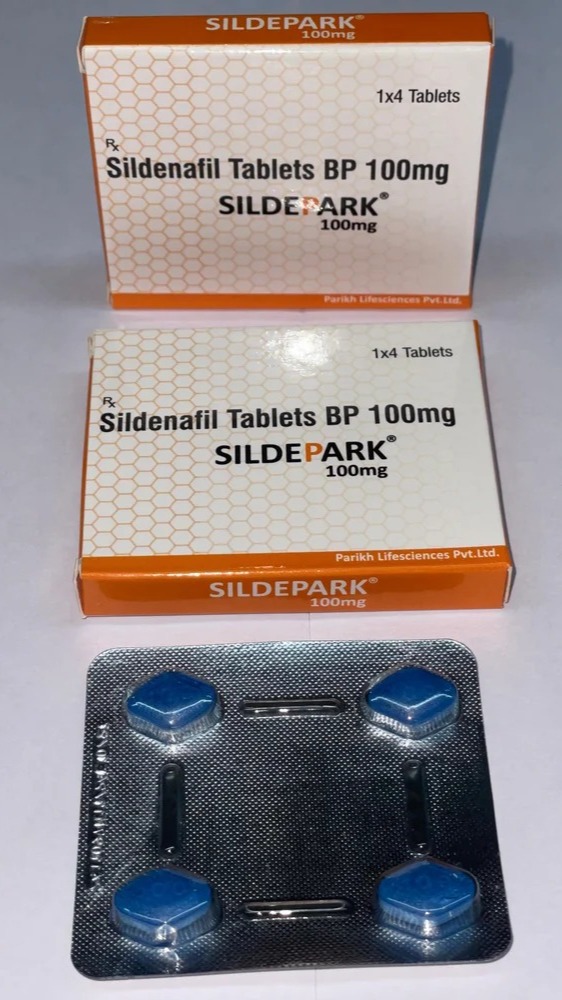 SILDEPARK®
100mg
1x4 Tablets
Rx
Sildenafil Tablets BP 100mg
SILDEPARK®
100mg
Parikh Lifesciences Pvt.Ltd.
1x4 Tablets
Rx
Sildenafil Tablets BP 100mg
SILDEPARK®
100mg
Parikh Lifesciences Pvt.Ltd.
SILDEPARK®
100mg